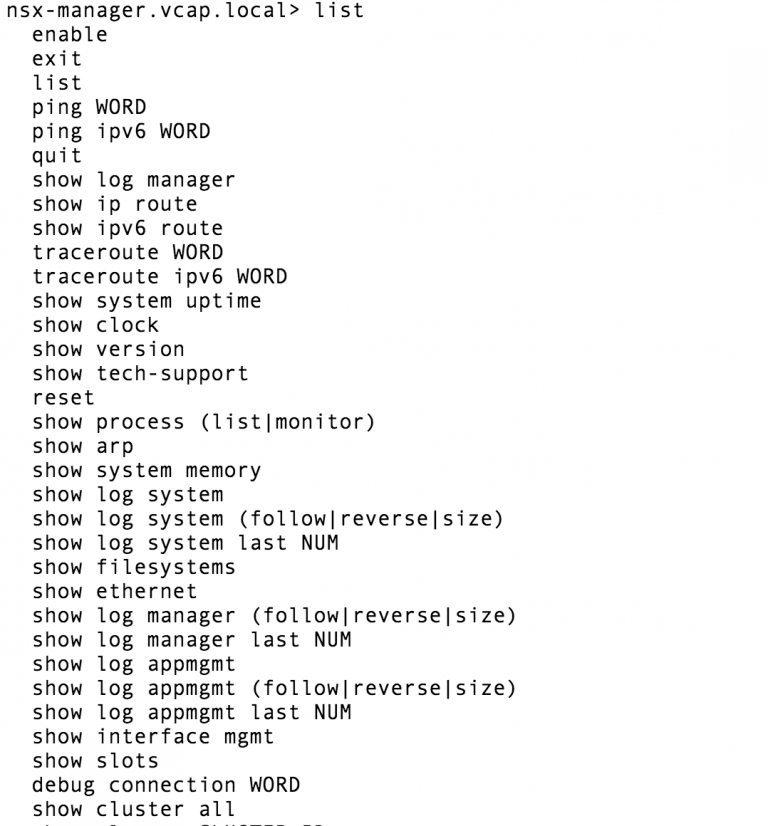 nsx-manager.vcap.local> list
enable
exit
list
ping WORD
ping ipv6 WORD
quit
show log manager
show ip route
show ipv6 route
traceroute WORD
traceroute ipv6 WORD
show system uptime
show clock
show version
show tech-support
reset
show process (list|monitor)
show arp
show system memory
show log system
show log system (follow|reverse|size)
show log system last NUM
show filesystems
show ethernet
show log manager (follow|reverse|size)
show log manager last NUM
show log appmgmt
show log appmgmt (follow|reverse|size)
show log appmgmt last NUM
show interface mgmt
show slots
debug connection WORD
show cluster all